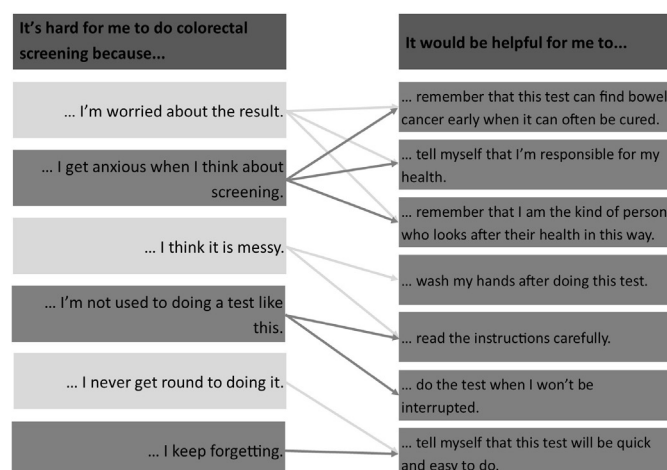 It's hard for me to do colorectal
screening because...
... I'm worried about the result.
... I get anxious when I think about
screening.
... I think it is messy.
... I'm not used to doing a test like
this.
... I never get round to doing it.
... I keep forgetting.
It would be helpful for me to...
... remember that this test can find bowel
cancer early when it can often be cured.
... tell myself that I'm responsible for my
health.
... remember that I am the kind of person
who looks after their health in this way.
... wash my hands after doing this test.
... read the instructions carefully.
... do the test when I won't be
interrupted.
... tell myself that this test will be quick
and easy to do.